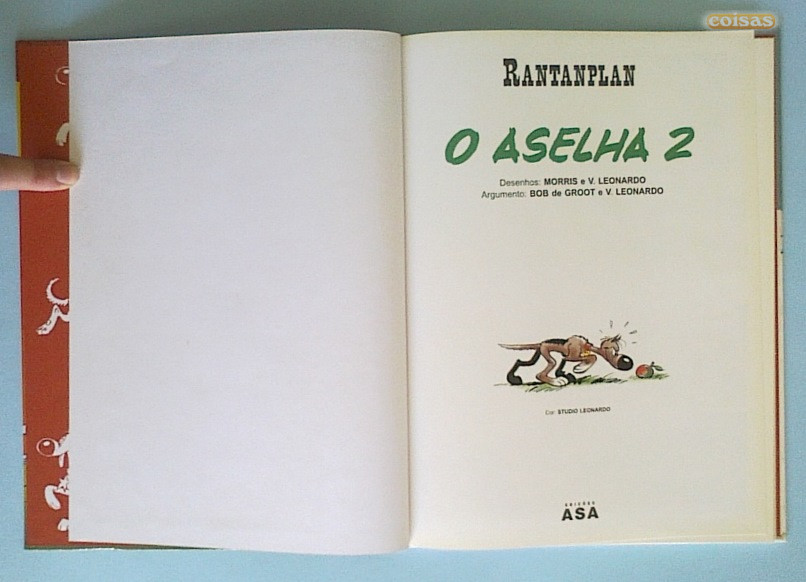 coisas
RANTANPLAN
O ASELHA 2
Desenhos: MORRIS e V. LEONARDO
Argumento: BOB de GROOT e V. LEONARDO
Cor: STUDIO LEONARDO
EDIÇÕES
ASA